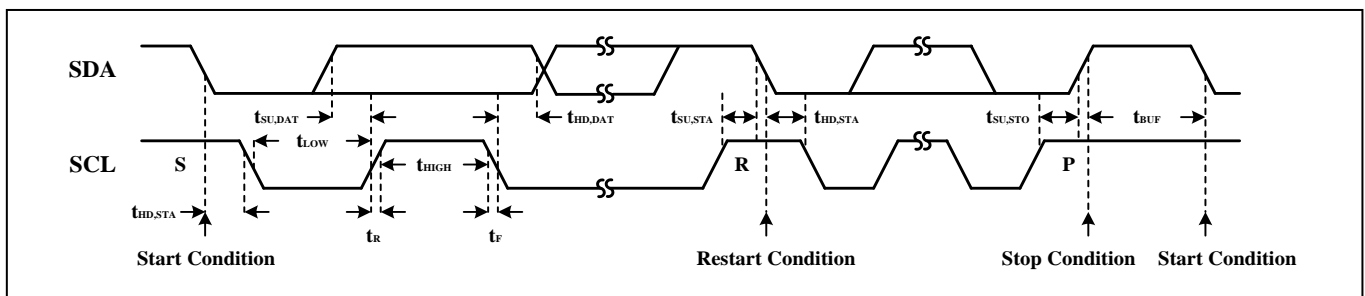 SDA
tSU,DAT
tHD,DAT
tSU,STA
tHD,STA
tSU,STO
tBUF
tLOW
SCL
S
tHIGH
R
P
tHD,STA
tR
tF
Start Condition
Restart Condition
Stop Condition
Start Condition